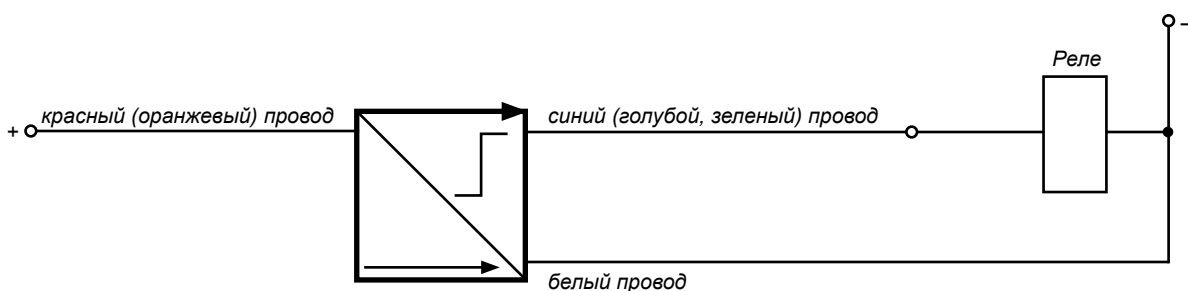 –
Реле
+
красный (оранжевый) провод
синий (голубой, зеленый) провод
белый провод